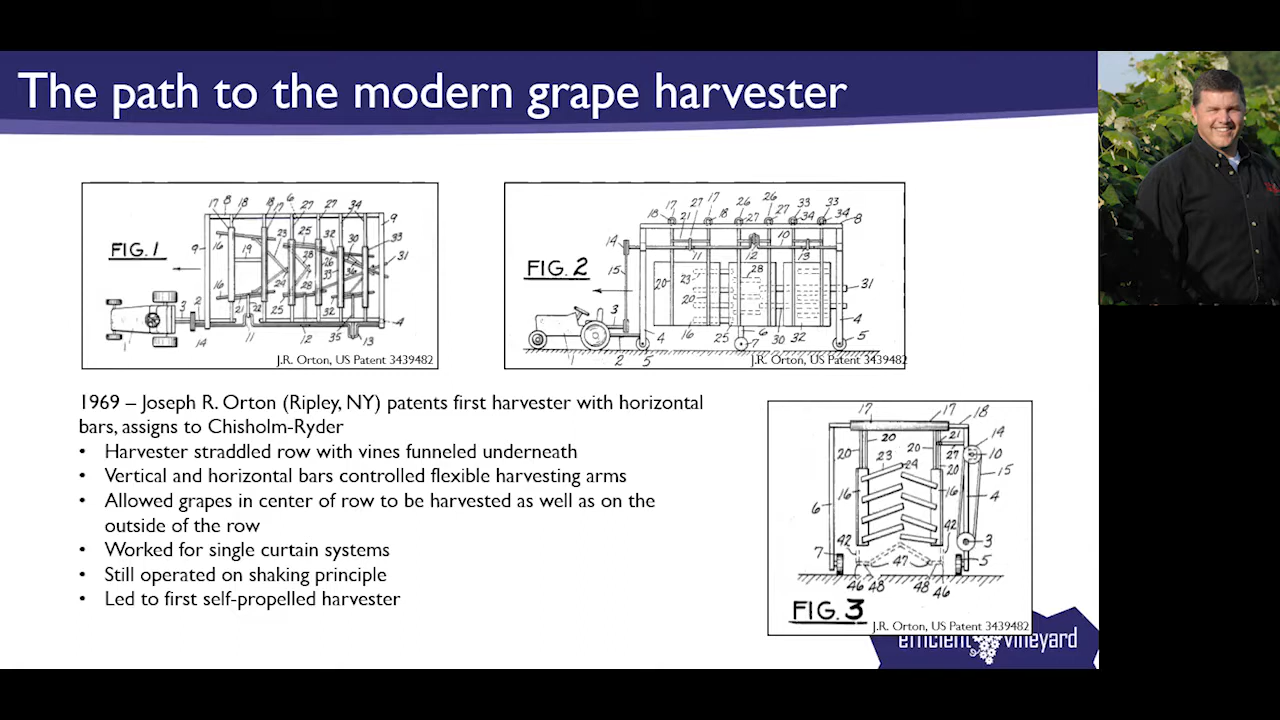 The path to the modern grape harvester
FIG. 1
J.R. Orton, US Patent 3439482
FIG. 2
J.R. Orton, US Patent 3439482
1969 – Joseph R. Orton (Ripley, NY) patents first harvester with horizontal
bars, assigns to Chisholm-Ryder
• Harvester straddled row with vines funneled underneath
• Vertical and horizontal bars controlled flexible harvesting arms
• Allowed grapes in center of row to be harvested as well as on the
outside of the row
• Worked for single curtain systems
• Still operated on shaking principle
• Led to first self-propelled harvester
FIG. 3
J.R. Orton, US Patent 3439482
efficient vineyard